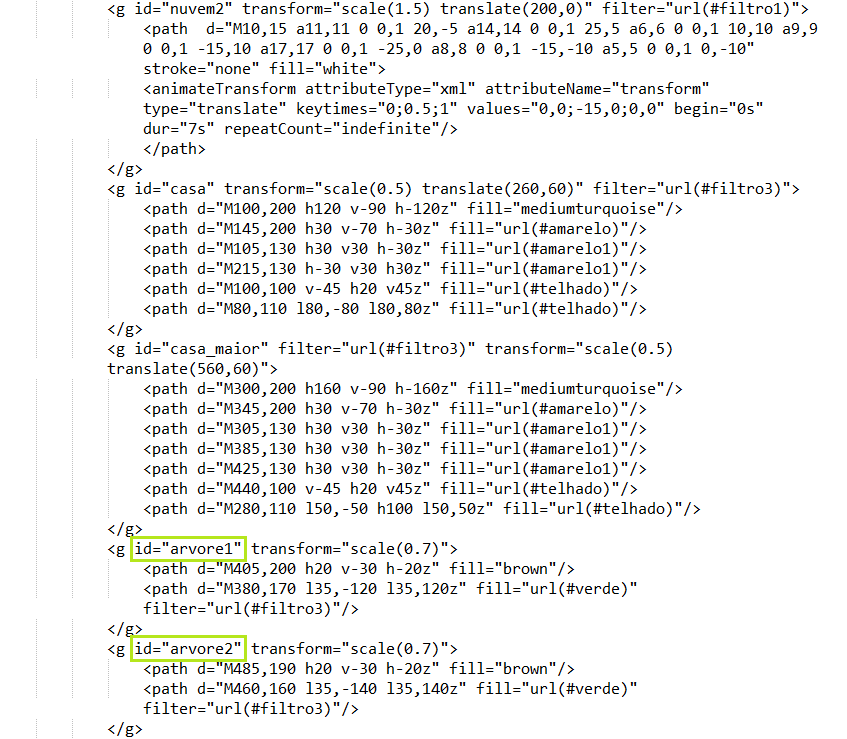 <g id="nuvem2" transform="scale(1.5) translate(200,0)" filter="url(#filtro1)">
<path  d="M10,15 a11,11 0 0,1 20,-5 a14,14 0 0,1 25,5 a6,6 0 0,1 10,10 a9,9
0 0,1 -15,10 a17,17 0 0,1 -25,0 a8,8 0 0,1 -15,-10 a5,5 0 0,1 0,-10"
stroke="none" fill="white">
<animateTransform attributeType="xml" attributeName="transform"
type="translate" keytimes="0;0.5;1" values="0,0;-15,0;0,0" begin="0s"
dur="7s" repeatCount="indefinite"/>
</path>
</g>
<g id="casa" transform="scale(0.5) translate(260,60)" filter="url(#filtro3)">
<path d="M100,200 h120 v-90 h-120z" fill="mediumturquoise"/>
<path d="M145,200 h30 v-70 h-30z" fill="url(#amarelo)"/>
<path d="M105,130 h30 v30 h-30z" fill="url(#amarelo1)"/>
<path d="M215,130 h-30 v30 h30z" fill="url(#amarelo1)"/>
<path d="M100,100 v-45 h20 v45z" fill="url(#telhado)"/>
<path d="M80,110 l80,-80 l80,80z" fill="url(#telhado)"/>
</g>
<g id="casa_maior" filter="url(#filtro3)" transform="scale(0.5)
translate(560,60)">
<path d="M300,200 h160 v-90 h-160z" fill="mediumturquoise"/>
<path d="M345,200 h30 v-70 h-30z" fill="url(#amarelo)"/>
<path d="M305,130 h30 v30 h-30z" fill="url(#amarelo1)"/>
<path d="M385,130 h30 v30 h-30z" fill="url(#amarelo1)"/>
<path d="M425,130 h30 v30 h-30z" fill="url(#amarelo1)"/>
<path d="M440,100 v-45 h20 v45z" fill="url(#telhado)"/>
<path d="M280,110 l50,-50 h100 l50,50z" fill="url(#telhado)"/>
</g>
<g id="arvore1" transform="scale(0.7)">
<path d="M405,200 h20 v-30 h-20z" fill="brown"/>
<path d="M380,170 l35,-120 l35,120z" fill="url(#verde)"
filter="url(#filtro3)"/>
</g>
<g id="arvore2" transform="scale(0.7)">
<path d="M485,190 h20 v-30 h-20z" fill="brown"/>
<path d="M460,160 l35,-140 l35,140z" fill="url(#verde)"
filter="url(#filtro3)"/>
</g>